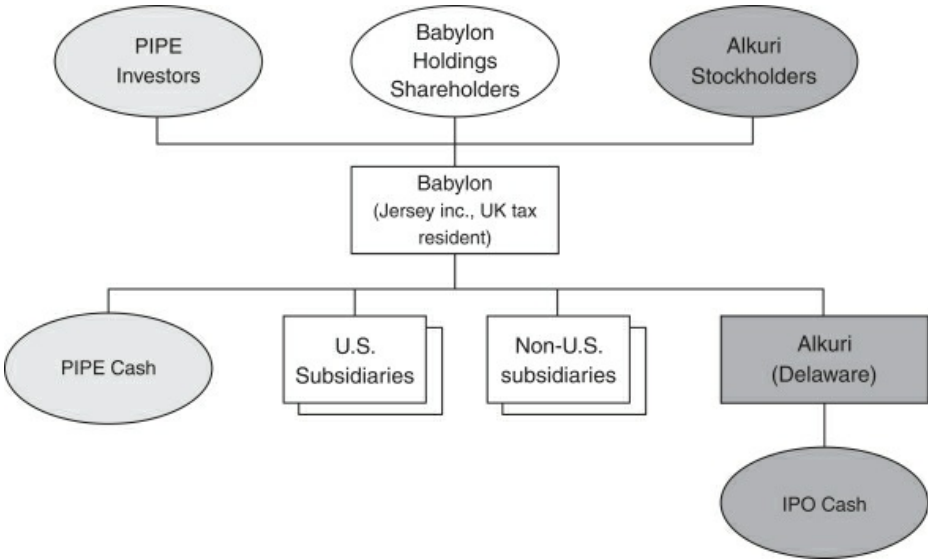 PIPE
Investors
Babylon
Holdings
Shareholders
Alkuri
Stockholders
Babylon
(Jersey inc., UK tax
resident)
PIPE Cash
U.S.
Subsidiaries
Non-U.S.
subsidiaries
Alkuri
(Delaware)
IPO Cash